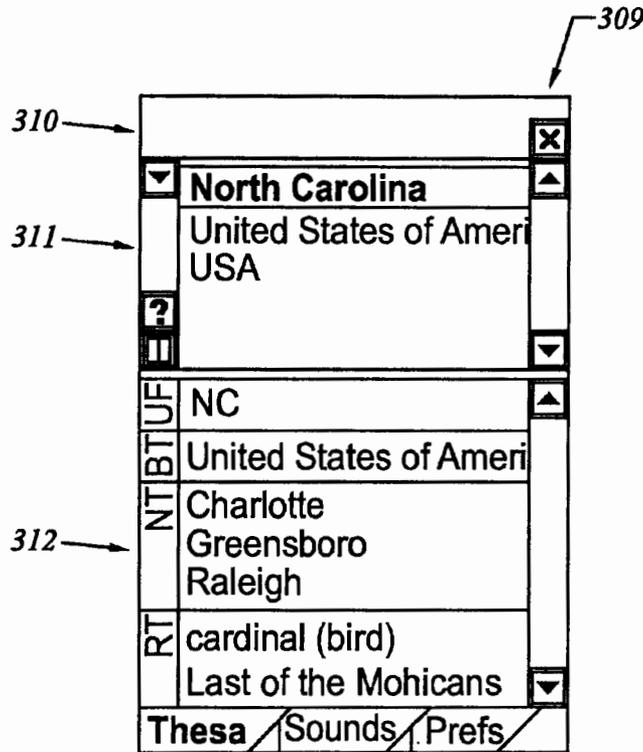 309
310
North Carolina
311
United States of Ameri
USA
?
UF NC
BT United States of Ameri
NT Charlotte
Greensboro
312
Raleigh
RT cardinal (bird)
Last of the Mohicans
Thesa Sounds Prefs